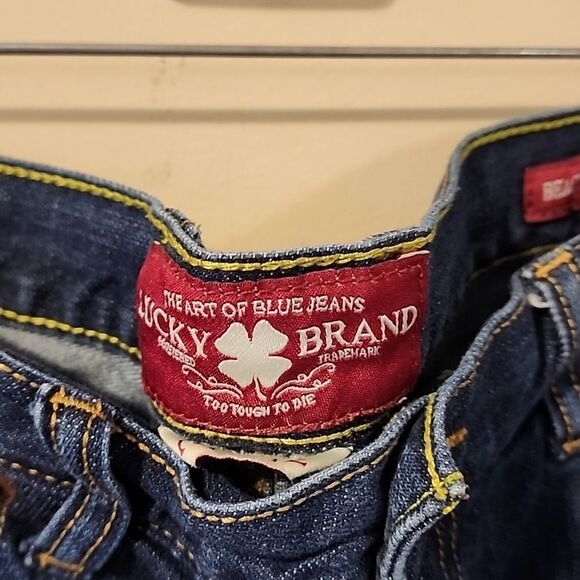 THE ART OF BLUE JEANS
LUCKY BRAND
REGISTERED TRADEMARK
TOO TOUGH TO DIE